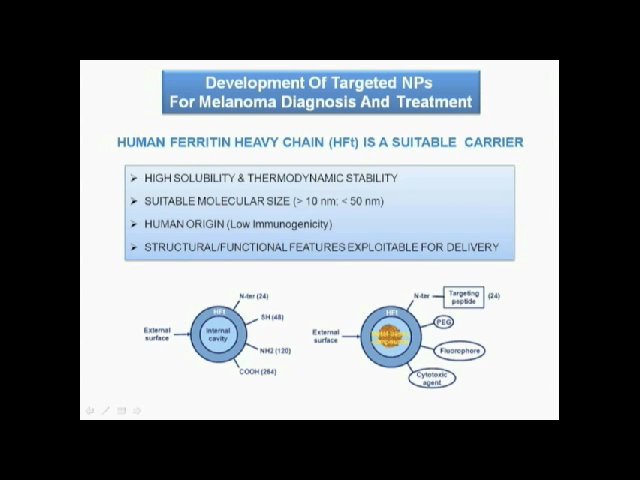 Development Of Targeted NPs
For Melanoma Diagnosis And Treatment
HUMAN FERRITIN HEAVY CHAIN (HFt) IS A SUITABLE CARRIER
HIGH SOLUBILITY & THERMODYNAMIC STABILITY
SUITABLE MOLECULAR SIZE (> 10 nm; < 50 nm)
HUMAN ORIGIN (Low Immunogenicity)
STRUCTURAL/FUNCTIONAL FEATURES EXPLOITABLE FOR DELIVERY
N-ter (24)
HFt
SH (48)
External
surface
Internal
cavity
NH2 (120)
COOH (264)
N-ter
Targeting
peptide
(24)
HFt
PEG
External
surface
Fluorophore
Cytotoxic
agent